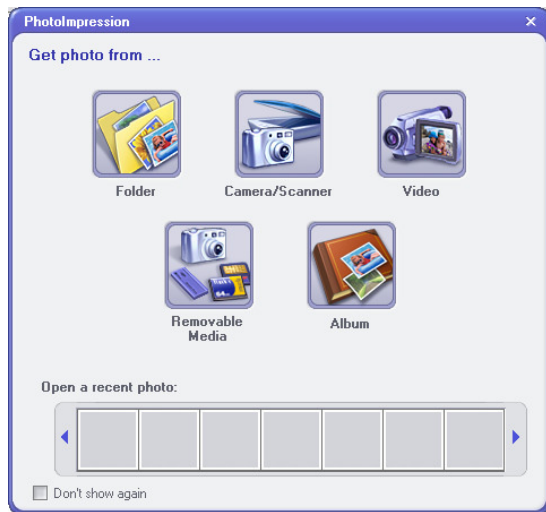 PhotoImpression
Get photo from ...
Folder
Camera/Scanner
Video
Removable
Media
Album
Open a recent photo:
Don't show again